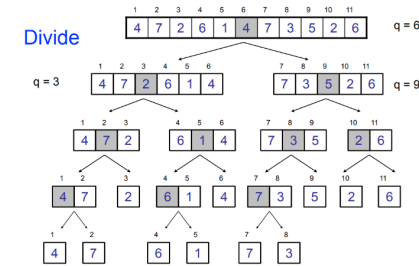 1 2 3 4 5 6 7 8 9 10 11
Divide
4 7 2 6 1 4 7 3 5 2 6
q = 6
1 2 3 4 5 6 7 8 9 10 11
q = 3
4 7 2 6 1 4 7 3 5 2 6
q = 9
1 2 3 4 5 6 7 8 9 10 11
4 7 2 6 1 4 7 3 5 2 6
1 2 3 4 5 6 7 8 9 10 11
4 7 2 6 1 4 7 3 5 2 6
1 2 4 5 7 8
4 7 6 1 7 3